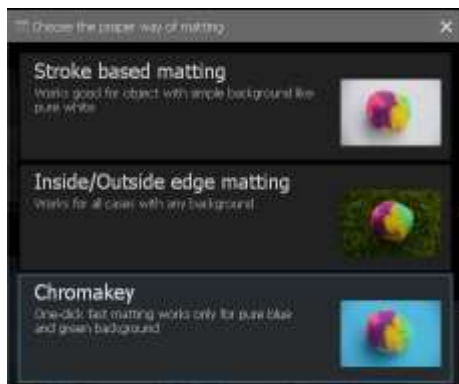 Choose the proper way of matting
Stroke based matting
Works good for object with simple background like
pure white
Inside/Outside edge matting
Works for all cases with any background
Chromakey
One-click fast matting works only for pure blue
and green background